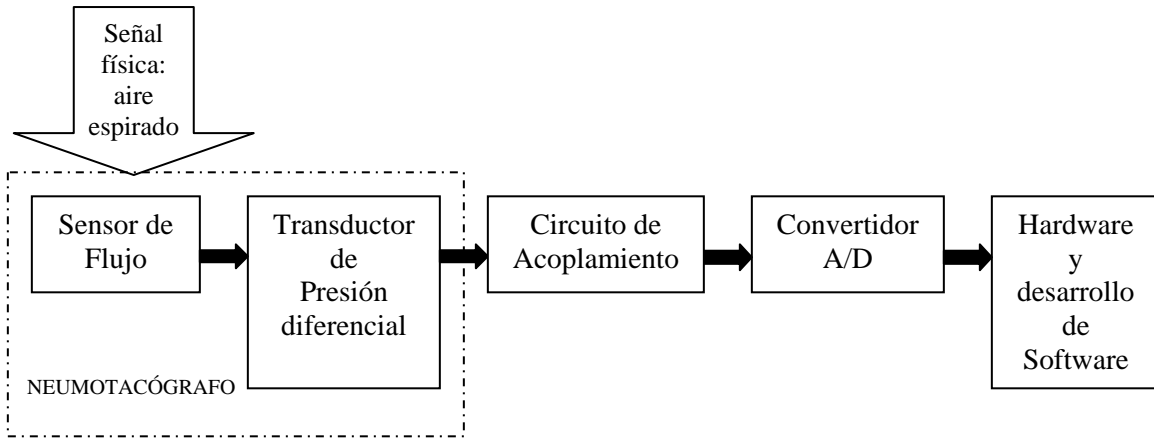 Señal
física:
aire
espirado
Sensor de
Flujo
Transductor
de
Presión
diferencial
Circuito de
Acoplamiento
Convertidor
A/D
Hardware
y
desarrollo
de
Software
NEUMOTACÓGRAFO